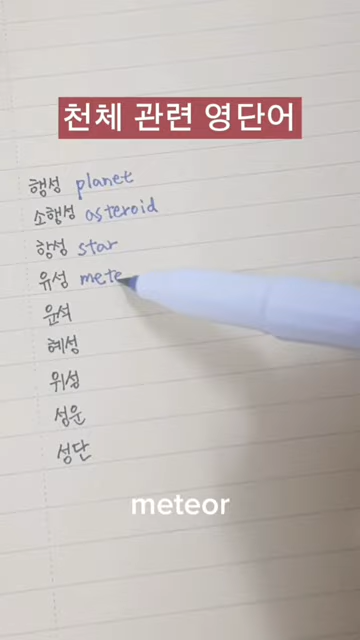 천체 관련 영단어
행성 planet
소행성 asteroid
항성 star
유성 mete
운석
혜성
위성
성운
성단
meteor